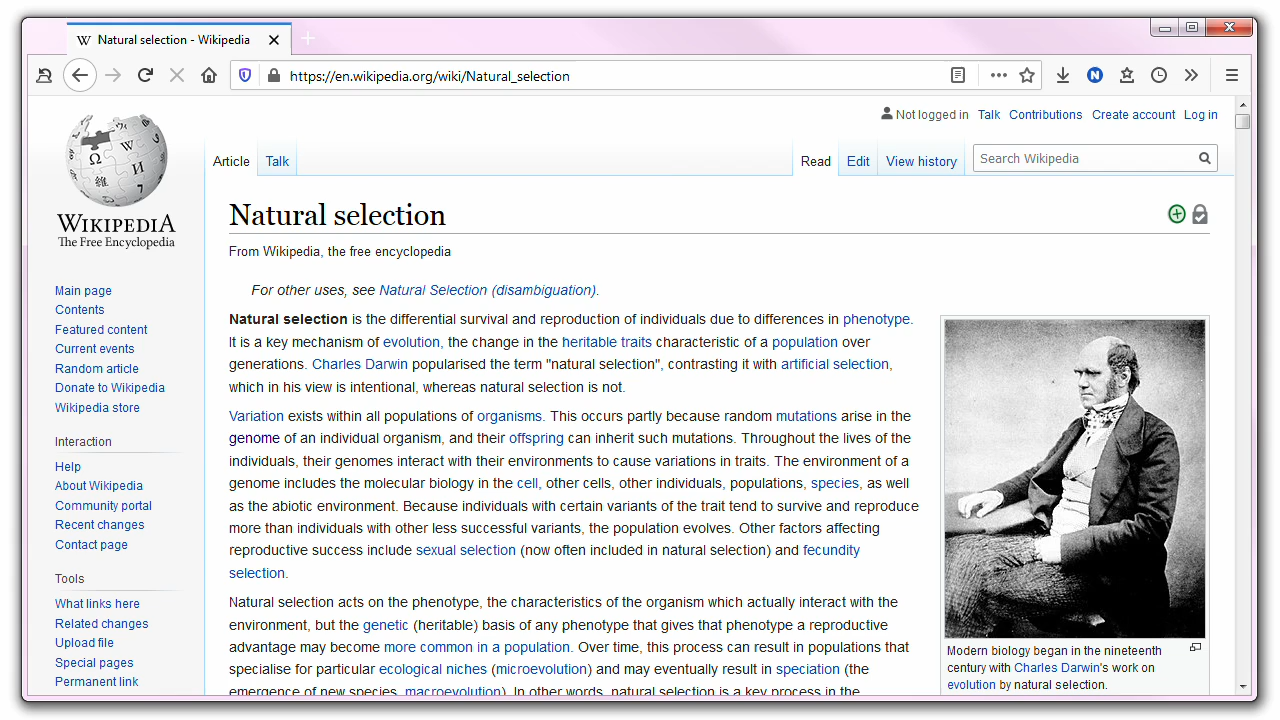 Natural selection - Wikipedia
https://en.wikipedia.org/wiki/Natural_selection
N
Not logged in Talk Contributions Create account Log in
Article Talk Read Edit View history Search Wikipedia
Ω W И 維
WIKIPEDIA
The Free Encyclopedia
Main page
Contents
Featured content
Current events
Random article
Donate to Wikipedia
Wikipedia store
Interaction
Help
About Wikipedia
Community portal
Recent changes
Contact page
Tools
What links here
Related changes
Upload file
Special pages
Permanent link
Natural selection
From Wikipedia, the free encyclopedia
For other uses, see Natural Selection (disambiguation).
Natural selection is the differential survival and reproduction of individuals due to differences in phenotype.
It is a key mechanism of evolution, the change in the heritable traits characteristic of a population over
generations. Charles Darwin popularised the term "natural selection", contrasting it with artificial selection,
which in his view is intentional, whereas natural selection is not.
Variation exists within all populations of organisms. This occurs partly because random mutations arise in the
genome of an individual organism, and their offspring can inherit such mutations. Throughout the lives of the
individuals, their genomes interact with their environments to cause variations in traits. The environment of a
genome includes the molecular biology in the cell, other cells, other individuals, populations, species, as well
as the abiotic environment. Because individuals with certain variants of the trait tend to survive and reproduce
more than individuals with other less successful variants, the population evolves. Other factors affecting
reproductive success include sexual selection (now often included in natural selection) and fecundity
selection.
Natural selection acts on the phenotype, the characteristics of the organism which actually interact with the
environment, but the genetic (heritable) basis of any phenotype that gives that phenotype a reproductive
advantage may become more common in a population. Over time, this process can result in populations that
specialise for particular ecological niches (microevolution) and may eventually result in speciation (the
emergence of new species, macroevolution). In other words, natural selection is a key process in the
Modern biology began in the nineteenth
century with Charles Darwin's work on
evolution by natural selection.